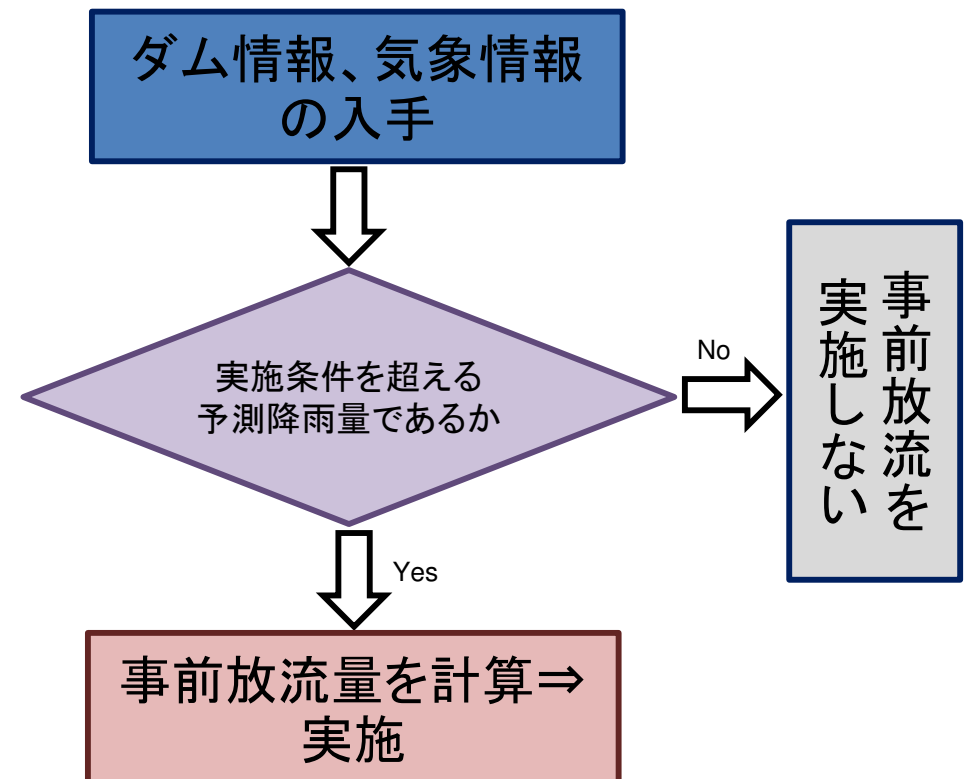 ダム情報、気象情報
の入手
実施条件を超える
予測降雨量であるか
No
事前放流を
実施しない
Yes
事前放流量を計算⇒
実施